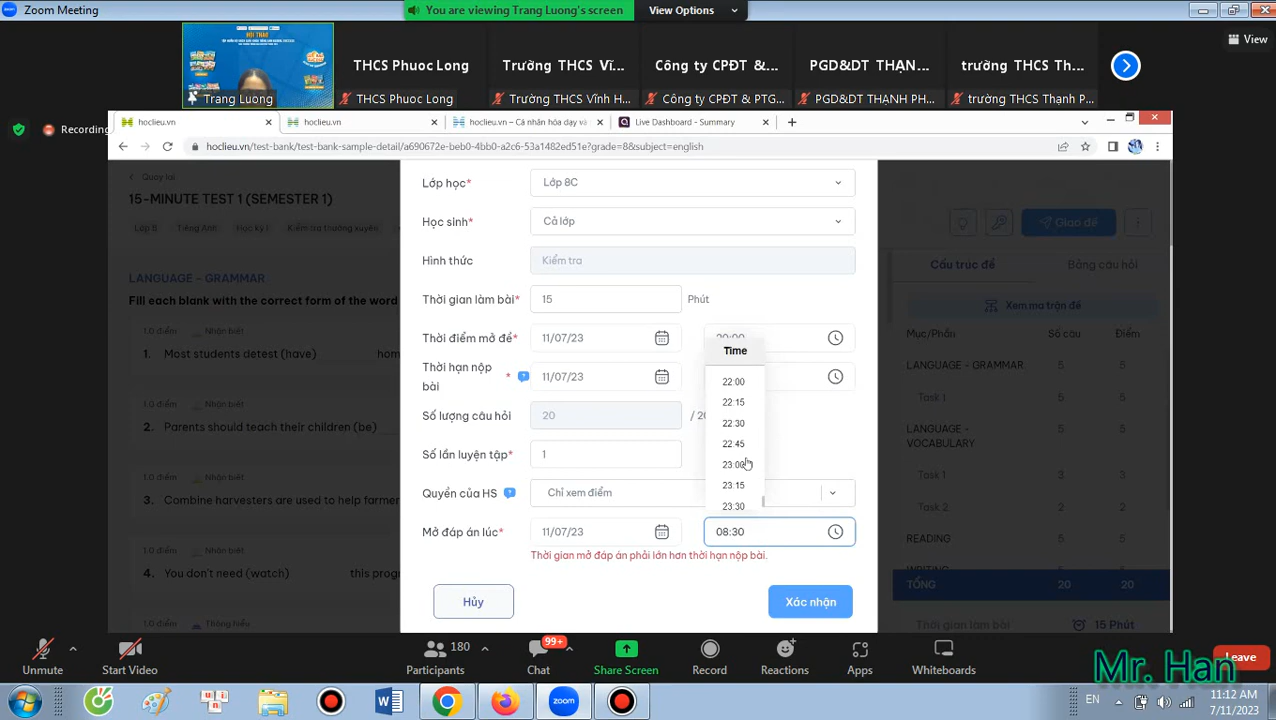 Zoom Meeting
You are viewing Trang Luong's screen
View Options
View
HỘI THẢO
THCS Phuoc Long
Trường THCS Vĩ...
Công ty CPĐT &...
PGD&DT THẠN...
trường THCS Th...
Trang Luong
THCS Phuoc Long
Trường THCS Vĩnh H...
Công ty CPĐT & PTG...
PGD&DT THẠNH PH...
trường THCS Thạnh P...
Recording
hoclieu.vn
hoclieu.vn
hoclieu.vn – Cá nhân hóa dạy và
Live Dashboard - Summary
hoclieu.vn/test-bank/test-bank-sample-detail/a690672e-beb0-4bb0-a2c6-53a1482ed51e?grade=8&subject=english
Quay lui
15-MINUTE TEST 1 (SEMESTER 1)
Lớp 8
Tiếng Anh
Học kỳ I
Kiểm tra thường xuyên
Giao đề
LANGUAGE - GRAMMAR
Fill each blank with the correct form of the word
1.0 điểm
Nhận biết
1. Most students detest (have)
hom
1.0 điểm
Nhận biết
2. Parents should teach their children (be)
1.0 điểm
Nhận biết
3. Combine harvesters are used to help farmer
1.0 điểm
Nhận biết
4. You don't need (watch)
this prog
1.0 điểm
Thông hiểu
Lớp học*
Lớp 8C
Học sinh*
Cả lớp
Hình thức
Kiểm tra
Thời gian làm bài*
15
Phút
Thời điểm mở đề*
11/07/23
20:00
Thời hạn nộp bài *
11/07/23
Số lượng câu hỏi
20
/ 20
Số lần luyện tập*
1
Quyền của HS
Chỉ xem điểm
Mở đáp án lúc*
11/07/23
08:30
Thời gian mở đáp án phải lớn hơn thời hạn nộp bài.
Time
22:00
22:15
22:30
22:45
23:00
23:15
23:30
Hủy
Xác nhận
Cấu trúc đề
Bảng câu hỏi
Xem ma trận đề
Mục/Phần
Số câu
Điểm
LANGUAGE - GRAMMAR
5
5
Task 1
5
5
LANGUAGE - VOCABULARY
5
5
Task 1
3
3
Task 2
2
2
READING
5
5
WRITING
TỔNG
20
20
Thời gian làm bài
15 Phút
Unmute
Start Video
180
Participants
99+
Chat
Share Screen
Record
Reactions
Apps
Whiteboards
Leave
Mr. Han
zoom
EN
11:12 AM
7/11/2023